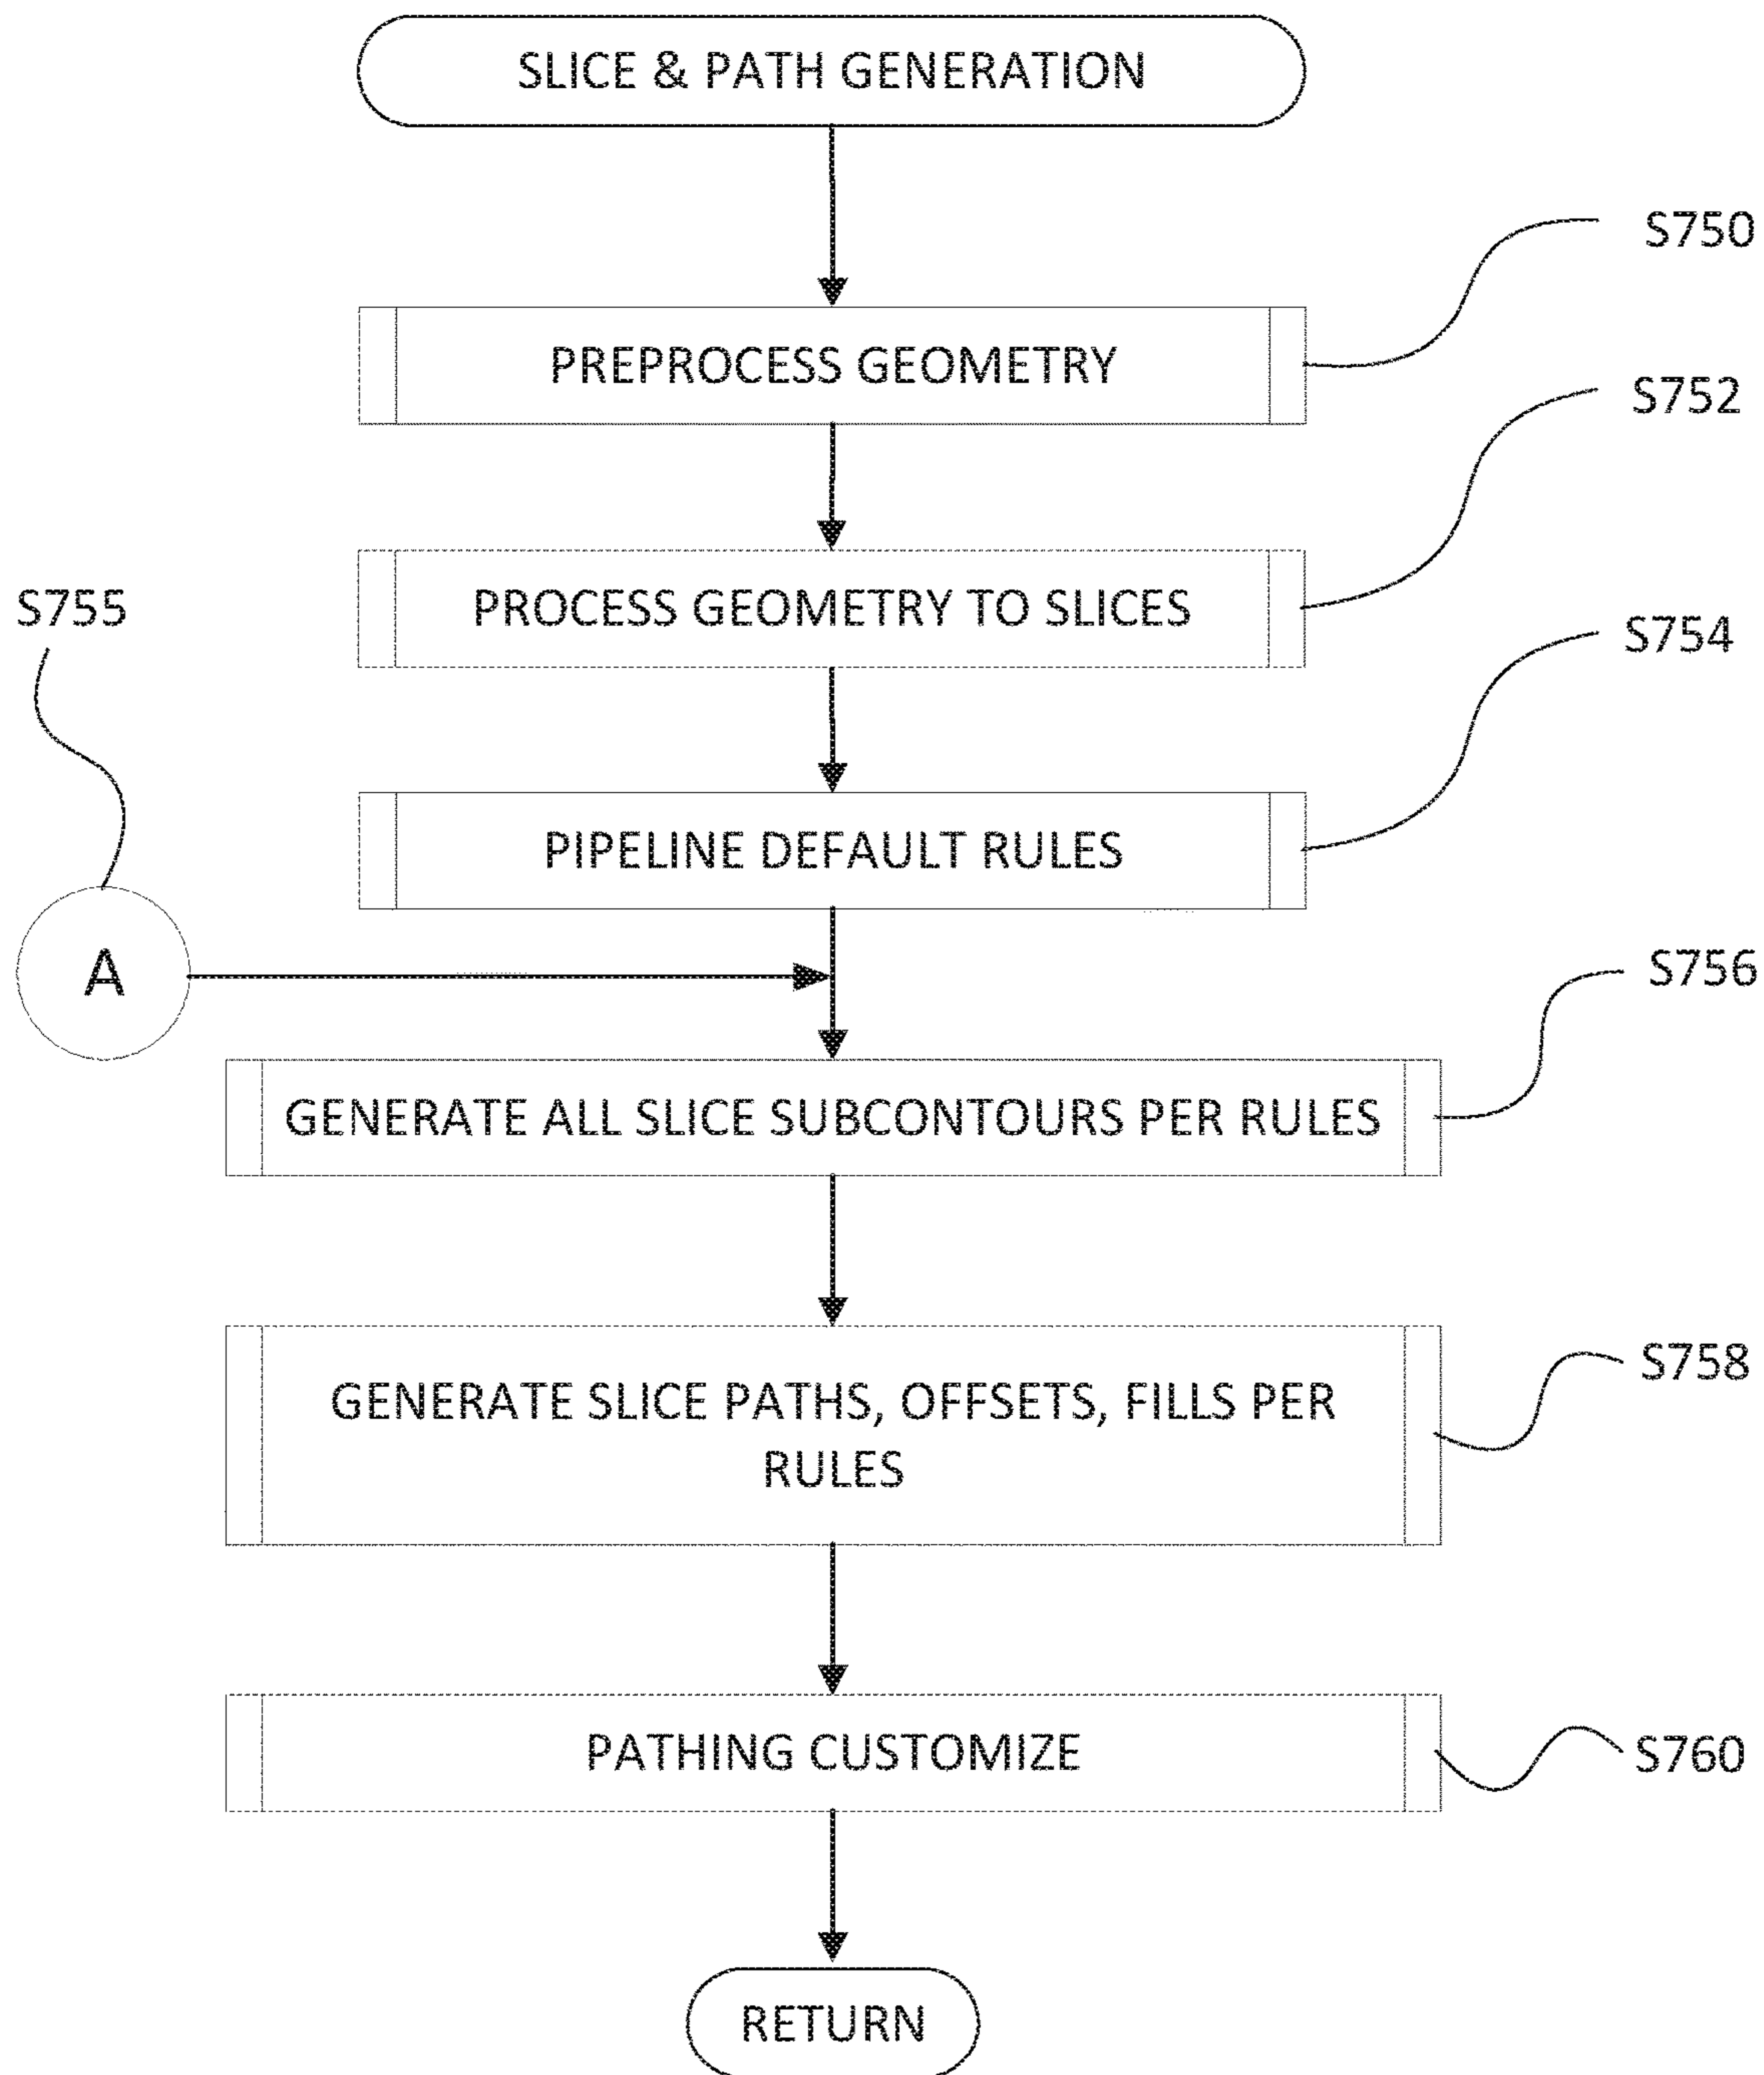 SLICE & PATH GENERATION
S750
PREPROCESS GEOMETRY
S752
PROCESS GEOMETRY TO SLICES
S755
S754
PIPELINE DEFAULT RULES
A
S756
GENERATE ALL SLICE SUBCONTOURS PER RULES
S758
GENERATE SLICE PATHS, OFFSETS, FILLS PER
RULES
PATHING CUSTOMIZE
S760
RETURN